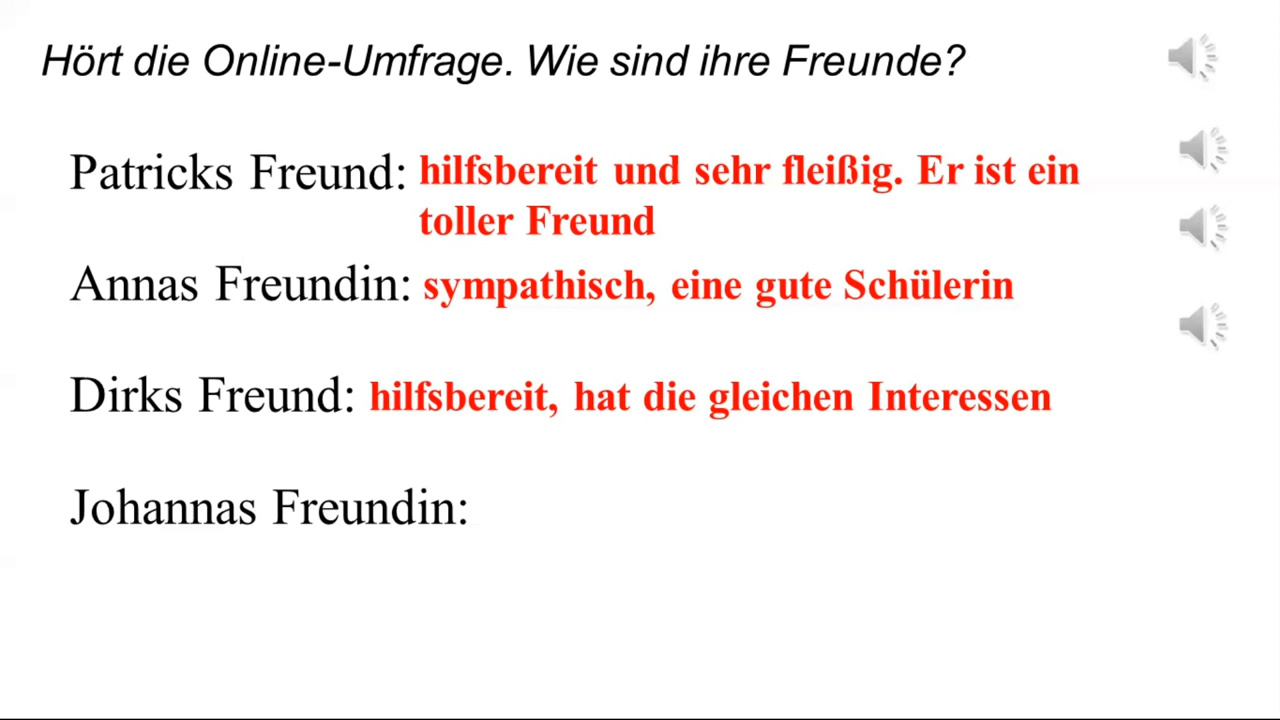 Hört die Online-Umfrage. Wie sind ihre Freunde?
Patricks Freund: hilfsbereit und sehr fleißig. Er ist ein
toller Freund
Annas Freundin: sympathisch, eine gute Schülerin
Dirks Freund: hilfsbereit, hat die gleichen Interessen
Johannas Freundin: